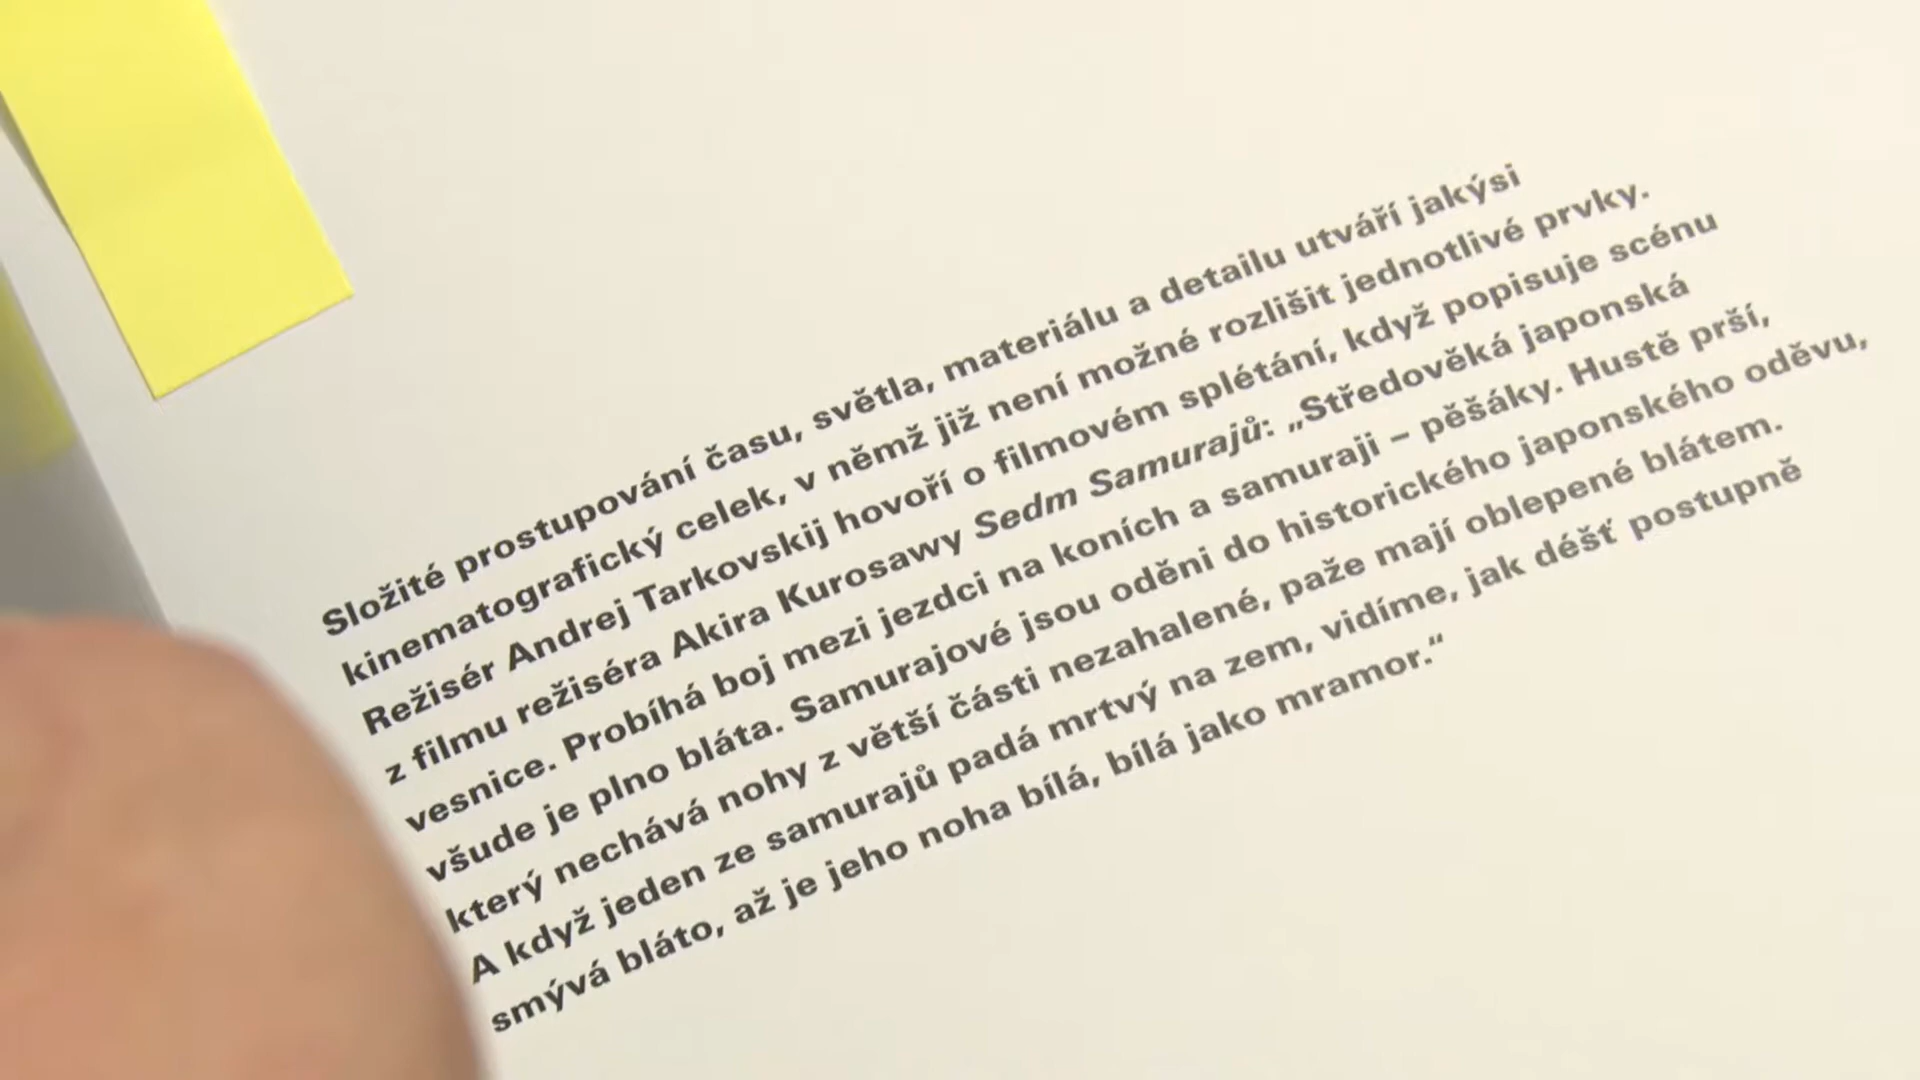 Složité prostupování času, světla, materiálu a detailu utváří jakýsi
kinematografický celek, v němž již není možné rozlišit jednotlivé prvky.
Režisér Andrej Tarkovskij hovoří o filmovém splétání, když popisuje scénu
z filmu režiséra Akira Kurosawy Sedm Samurajů: „Středověká japonská
vesnice. Probíhá boj mezi jezdci na koních a samuraji – pěšáky. Hustě prší,
všude je plno bláta. Samurajové jsou oděni do historického japonského oděvu,
který nechává nohy z větší části nezahalené, paže mají oblepené blátem.
A když jeden ze samurajů padá mrtvý na zem, vidíme, jak déšť postupně
smývá bláto, až je jeho noha bílá, bílá jako mramor.“